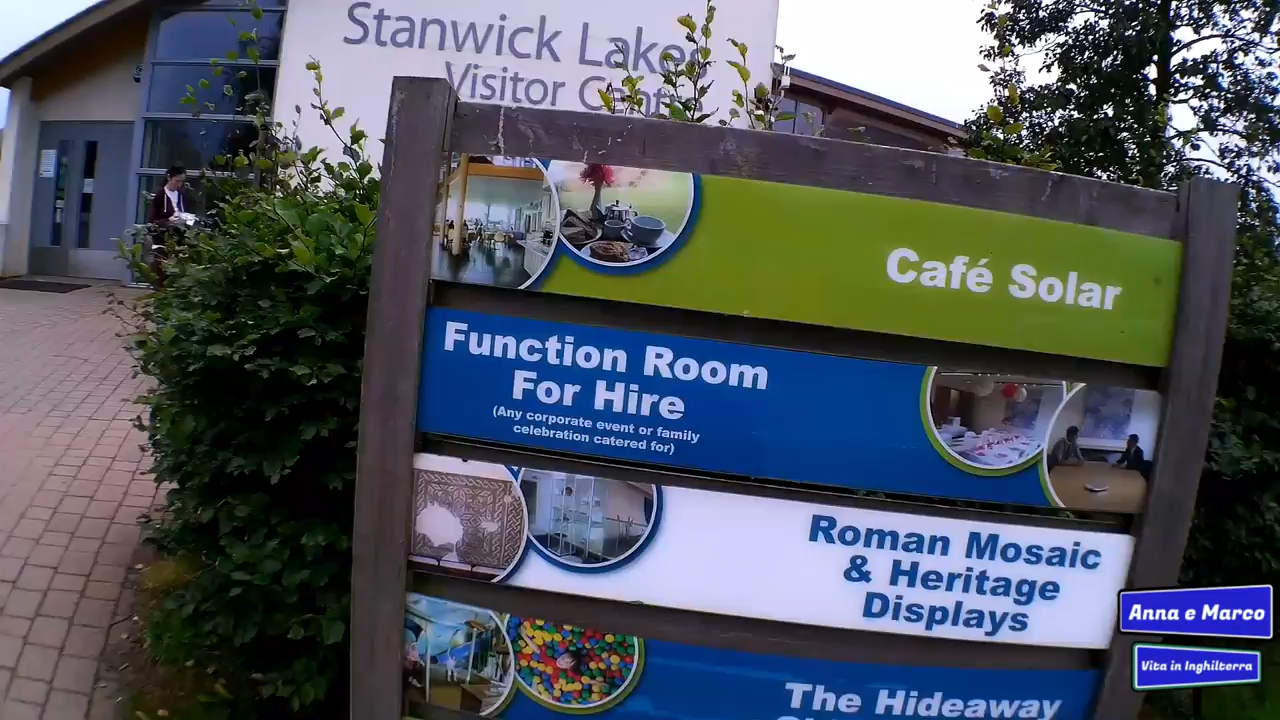 Stanwick Lakes
Visitor Centre
Café Solar
Function Room
For Hire
(Any corporate event or family
celebration catered for)
Roman Mosaic
& Heritage
Displays
The Hideaway
Anna e Marco
Vita in Inghilterra